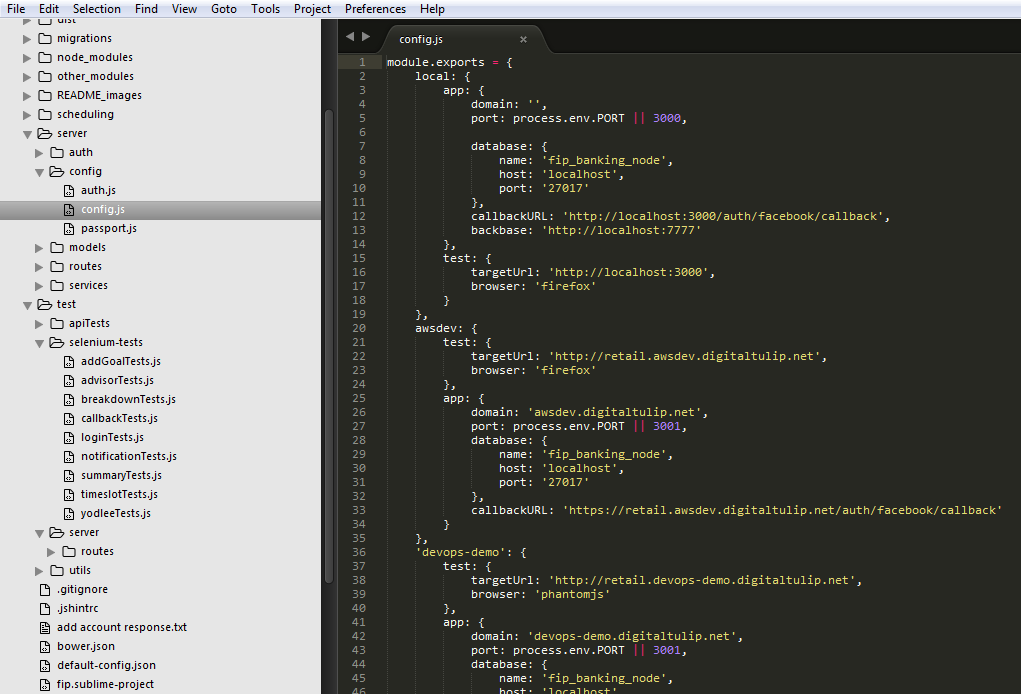 File Edit Selection Find View Goto Tools Project Preferences Help
dist
migrations
node_modules
other_modules
README_images
scheduling
server
auth
config
auth.js
config.js
passport.js
models
routes
services
test
apiTests
selenium-tests
addGoalTests.js
advisorTests.js
breakdownTests.js
callbackTests.js
loginTests.js
notificationTests.js
summaryTests.js
timeslotTests.js
yodleeTests.js
server
routes
utils
.gitignore
.jshintrc
add account response.txt
bower.json
default-config.json
fip.sublime-project
config.js ×
1 module.exports = {
2 local: {
3 app: {
4 domain: '',
5 port: process.env.PORT || 3000,
6
7 database: {
8 name: 'fip_banking_node',
9 host: 'localhost',
10 port: '27017'
11 },
12 callbackURL: 'http://localhost:3000/auth/facebook/callback',
13 backbase: 'http://localhost:7777'
14 },
15 test: {
16 targetUrl: 'http://localhost:3000',
17 browser: 'firefox'
18 }
19 },
20 awsdev: {
21 test: {
22 targetUrl: 'http://retail.awsdev.digitaltulip.net',
23 browser: 'firefox'
24 },
25 app: {
26 domain: 'awsdev.digitaltulip.net',
27 port: process.env.PORT || 3001,
28 database: {
29 name: 'fip_banking_node',
30 host: 'localhost',
31 port: '27017'
32 },
33 callbackURL: 'https://retail.awsdev.digitaltulip.net/auth/facebook/callback'
34 }
35 },
36 'devops-demo': {
37 test: {
38 targetUrl: 'http://retail.devops-demo.digitaltulip.net',
39 browser: 'phantomjs'
40 },
41 app: {
42 domain: 'devops-demo.digitaltulip.net',
43 port: process.env.PORT || 3001,
44 database: {
45 name: 'fip_banking_node',
46 host: 'localhost'